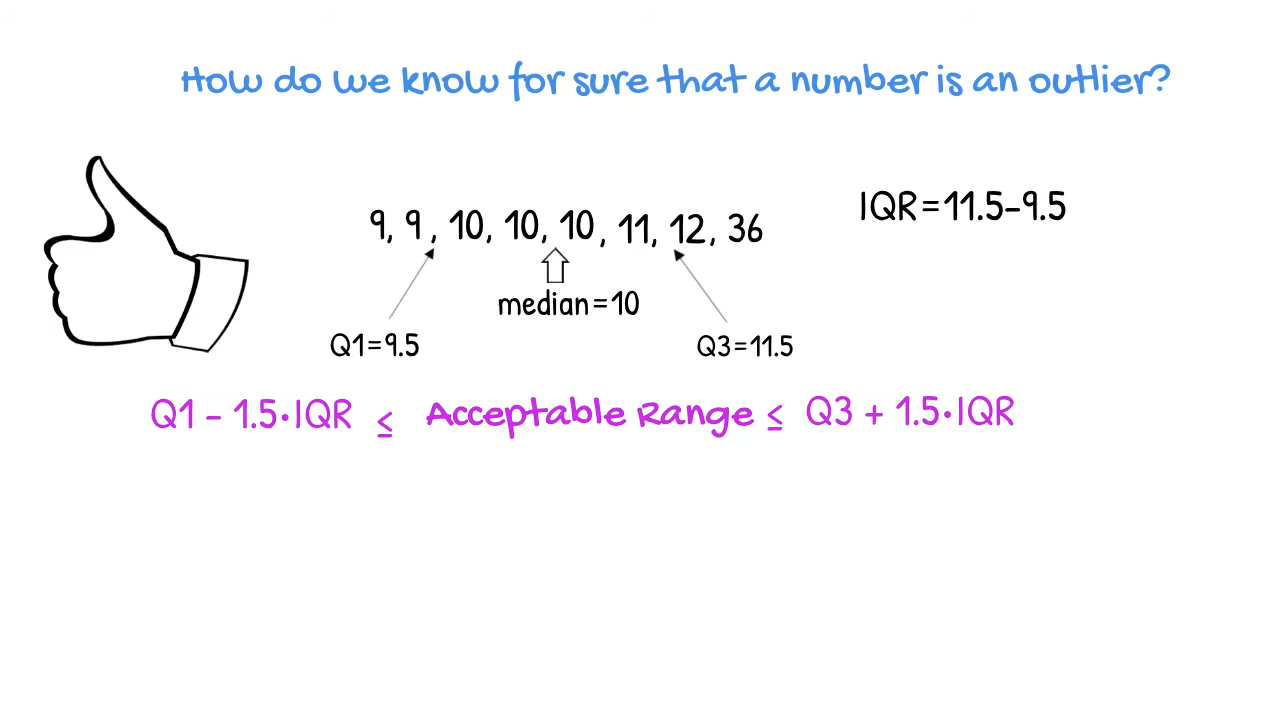 How do we know for sure that a number is an outlier?
9, 9, 10, 10, 10, 11, 12, 36
IQR=11.5-9.5
median=10
Q1=9.5
Q3=11.5
Q1 - 1.5·IQR ≤ Acceptable Range ≤ Q3 + 1.5·IQR